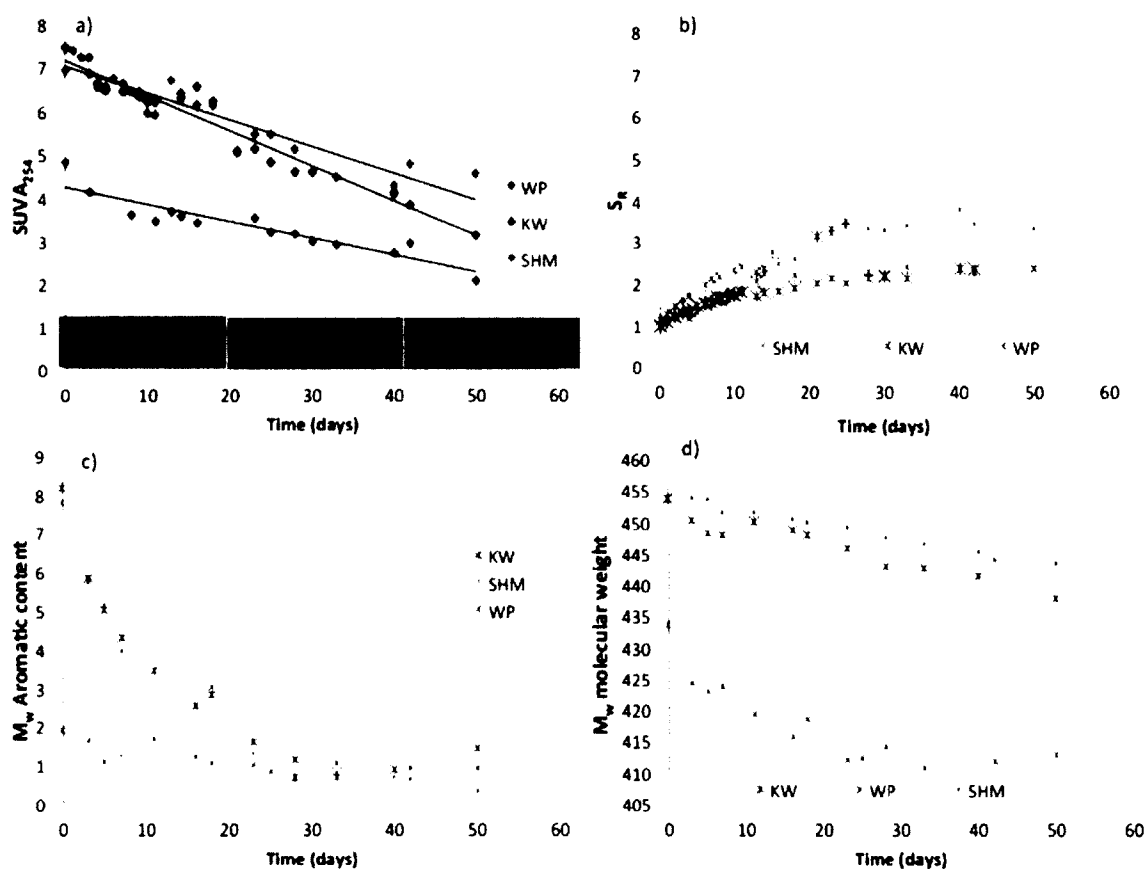 a)
8
7
6
5
4
3
2
1
0
SUVA254
WP
KW
SHM
0 10 20 30 40 50 60
Time (days)
b)
8
7
6
5
4
3
2
1
0
SR
SHM KW WP
0 10 20 30 40 50 60
Time (days)
c)
9
8
7
6
5
4
3
2
1
0
Mw Aromatic content
KW
SHM
WP
0 10 20 30 40 50 60
Time (days)
d)
460
455
450
445
440
435
430
425
420
415
410
405
Mw molecular weight
KW WP SHM
0 10 20 30 40 50 60
Time (days)